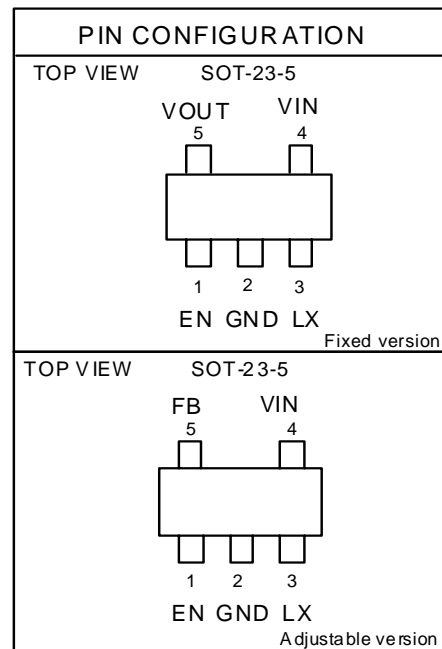 PIN CONFIGURATION
TOP VIEW SOT-23-5
VOUT VIN
5 4
1 2 3
EN GND LX
Fixed version
TOP VIEW SOT-23-5
FB VIN
5 4
1 2 3
EN GND LX
Adjustable version